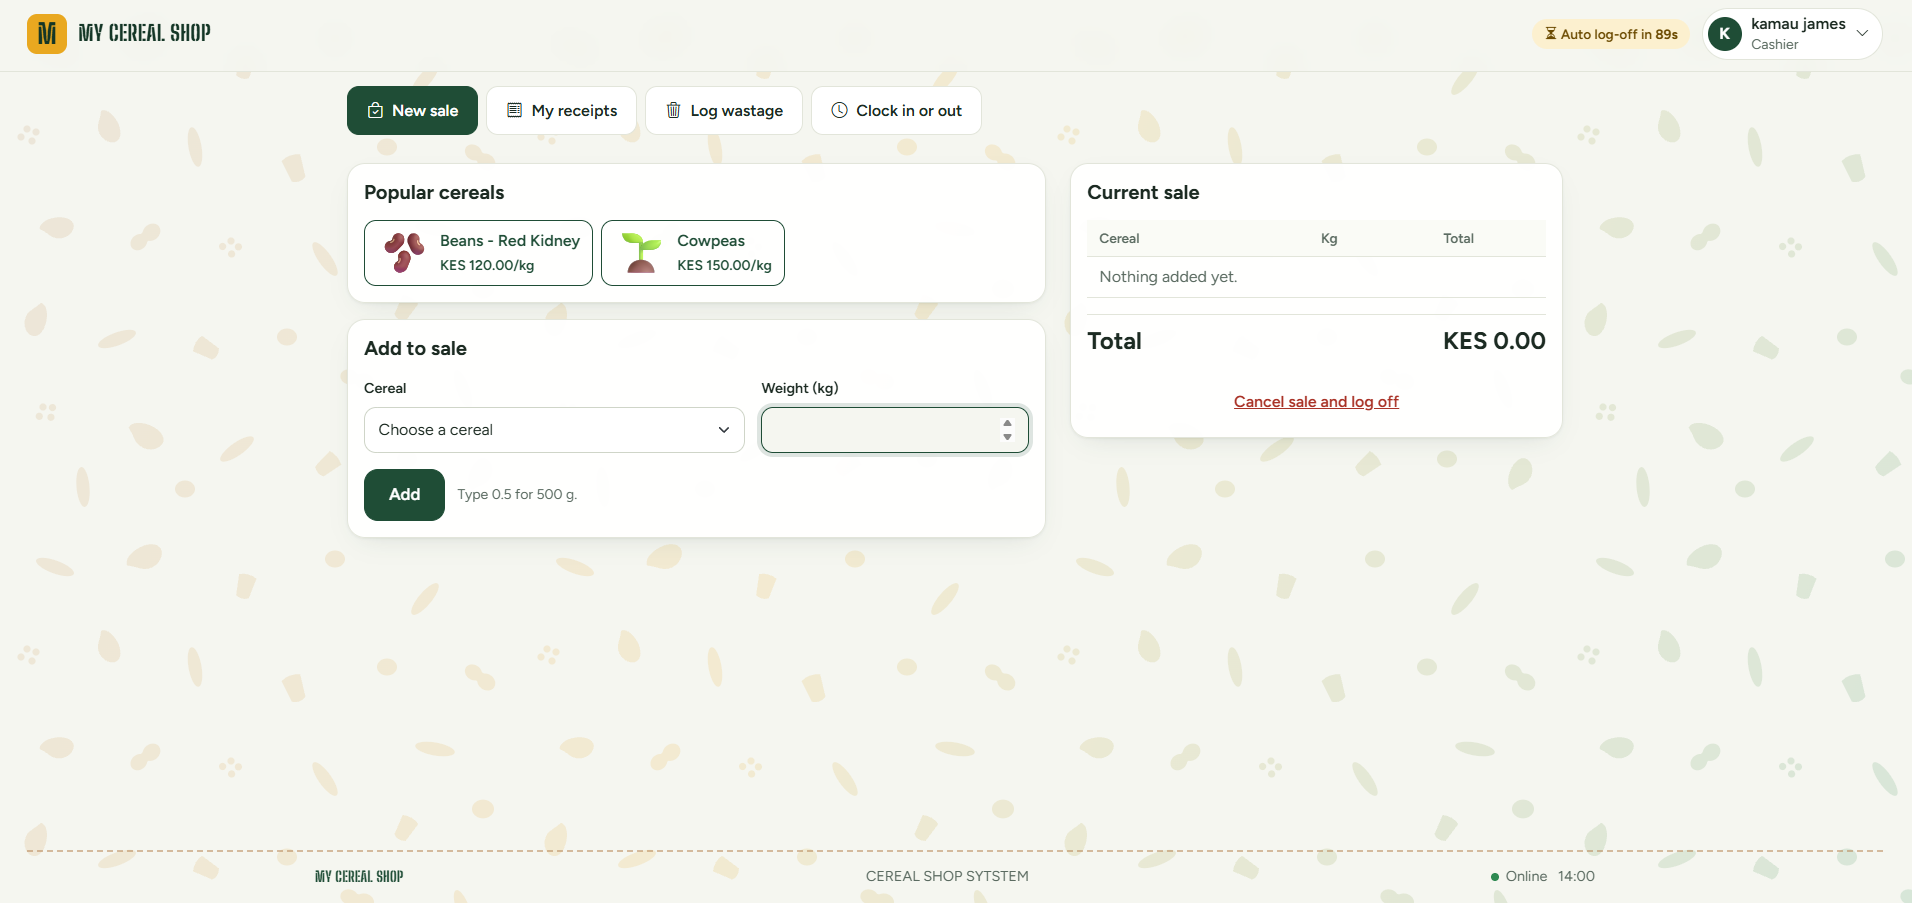 M MY CEREAL SHOP
Auto log-off in 89s
K
kamau james
Cashier
New sale
My receipts
Log wastage
Clock in or out
Popular cereals
Beans - Red Kidney
KES 120.00/kg
Cowpeas
KES 150.00/kg
Add to sale
Cereal
Weight (kg)
Choose a cereal
Add
Type 0.5 for 500 g.
Current sale
Cereal Kg Total
Nothing added yet.
Total KES 0.00
Cancel sale and log off
MY CEREAL SHOP
CEREAL SHOP SYTSTEM
Online 14:00